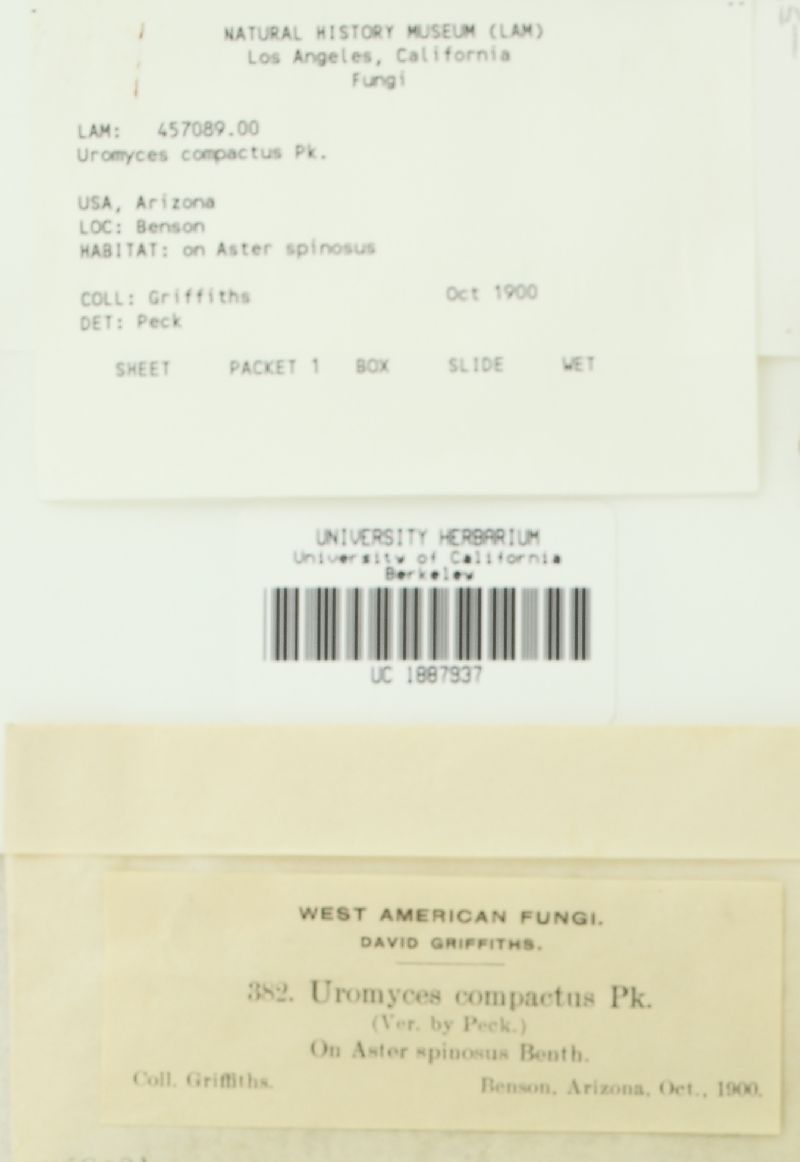 NATURAL HISTORY MUSEUM (LAM)
Los Angeles, California
Fungi
LAM: 457089.00
Uromyces compactus Pk.
USA, Arizona
LOC: Benson
HABITAT: on Aster spinosus
COLL: Griffiths Oct 1900
DET: Peck
SHEET PACKET 1 BOX SLIDE WET
UNIVERSITY HERBARIUM
University of California
Berkeley
UC 1887937
WEST AMERICAN FUNGI.
DAVID GRIFFITHS.
382. Uromyces compactus Pk.
(Ver. by Peck.)
On Aster spinosus Benth.
Coll. Griffiths. Benson, Arizona, Oct., 1900.